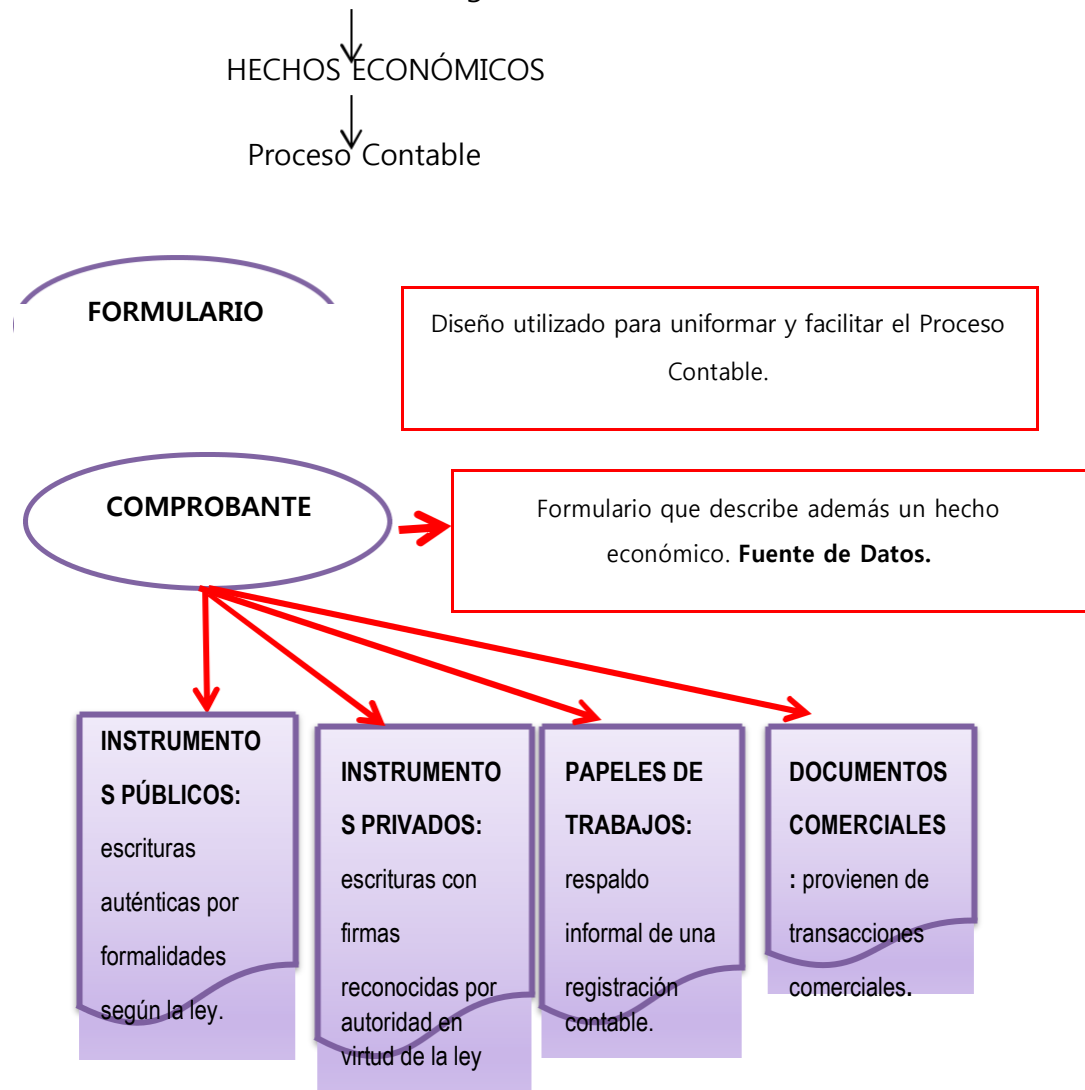 HECHOS ECONÓMICOS
Proceso Contable
FORMULARIO
Diseño utilizado para uniformar y facilitar el Proceso
Contable.
COMPROBANTE
Formulario que describe además un hecho
económico. Fuente de Datos.
INSTRUMENTO
S PÚBLICOS:
escrituras
auténticas por
formalidades
según la ley.
INSTRUMENTO
S PRIVADOS:
escrituras con
firmas
reconocidas por
autoridad en
virtud de la ley
PAPELES DE
TRABAJOS:
respaldo
informal de una
registración
contable.
DOCUMENTOS
COMERCIALES
: provienen de
transacciones
comerciales.